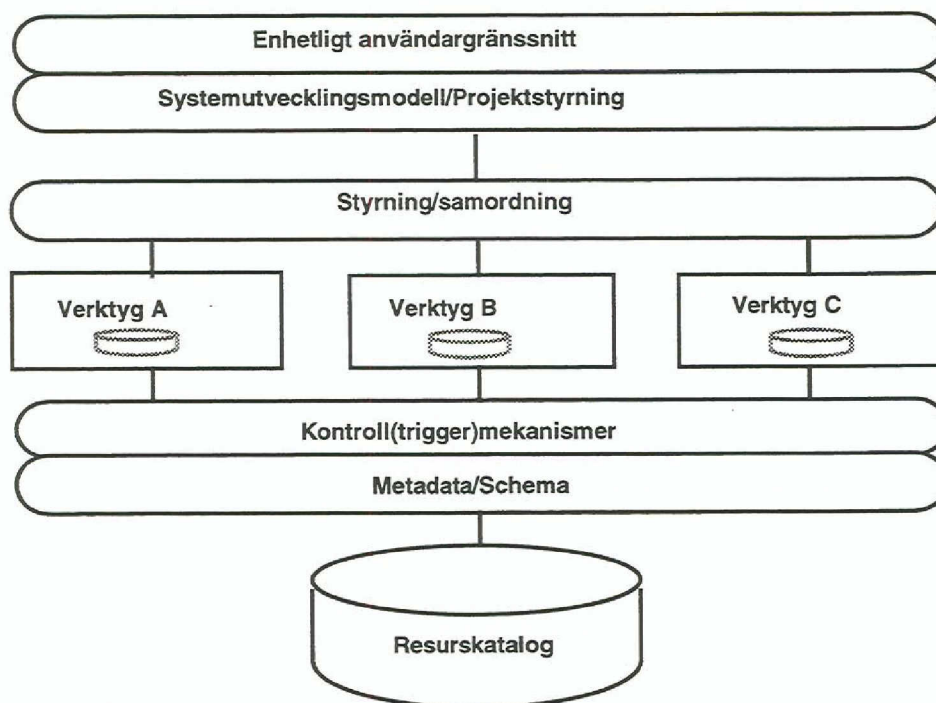 Enhetligt användargränssnitt
Systemutvecklingsmodell/Projektstyrning
Styrning/samordning
Verktyg A
Verktyg B
Verktyg C
Kontroll(trigger)mekanismer
Metadata/Schema
Resurskatalog